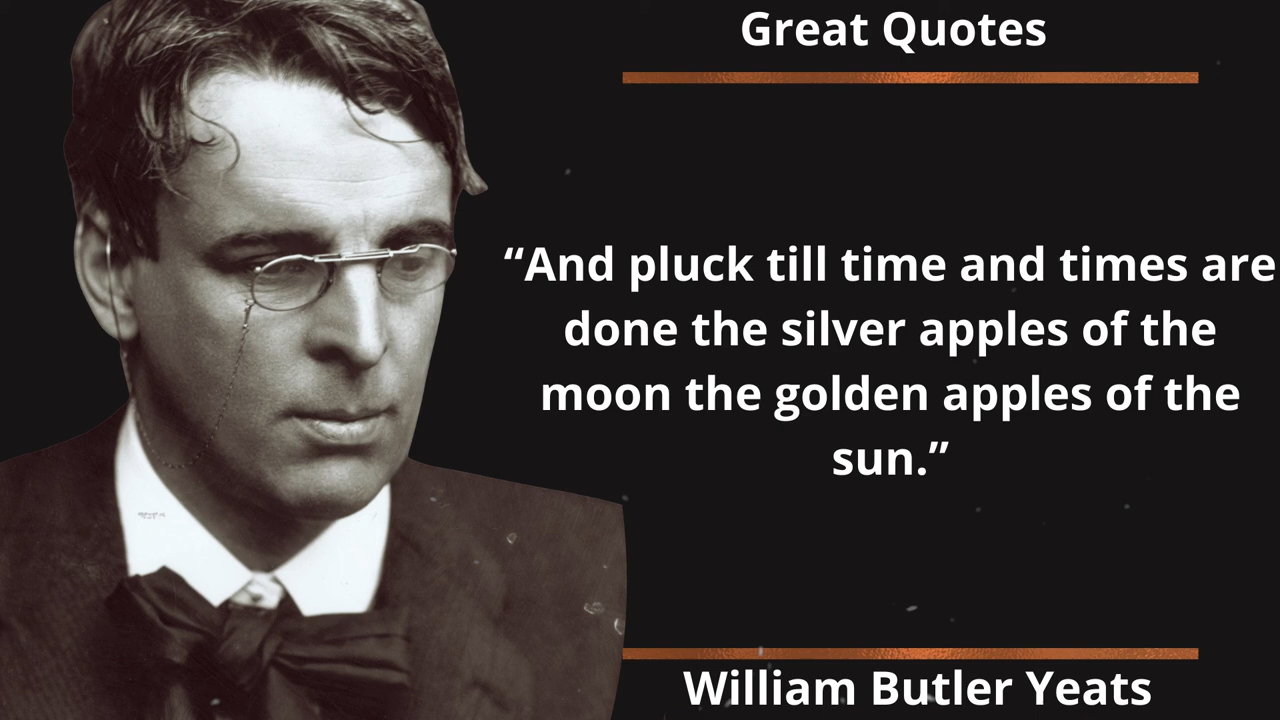 Great Quotes
“And pluck till time and times are
done the silver apples of the
moon the golden apples of the
sun.”
William Butler Yeats